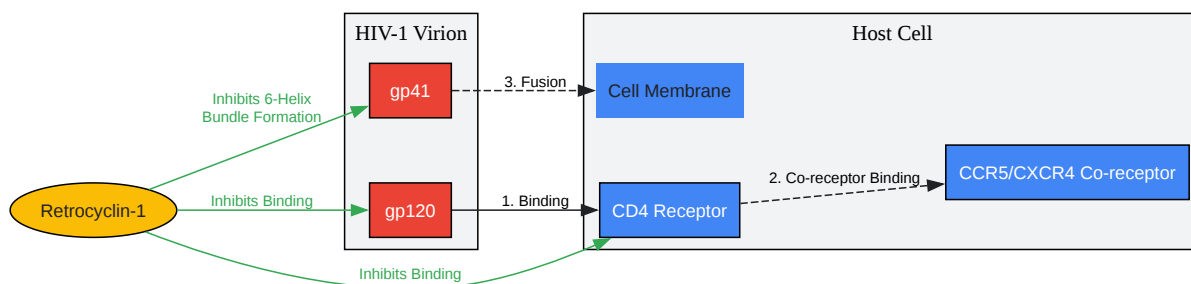 HIV-1 Virion
Host Cell
gp41
3. Fusion
Cell Membrane
Inhibits 6-Helix
Bundle Formation
2. Co-receptor Binding
CCR5/CXCR4 Co-receptor
Retrocyclin-1
Inhibits Binding
gp120
1. Binding
CD4 Receptor
Inhibits Binding